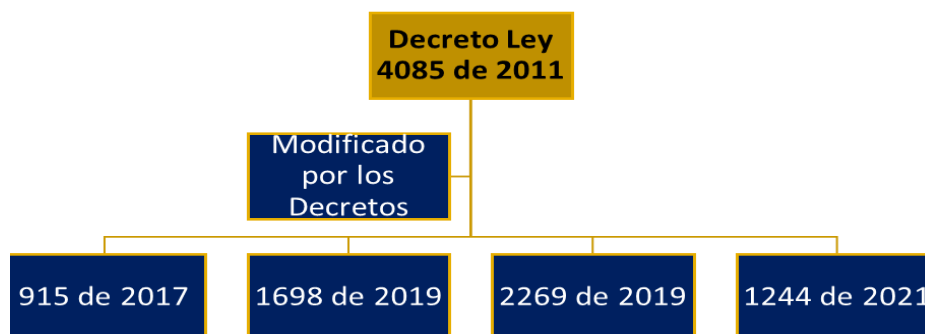 Decreto Ley
4085 de 2011
Modificado
por los
Decretos
915 de 2017
1698 de 2019
2269 de 2019
1244 de 2021